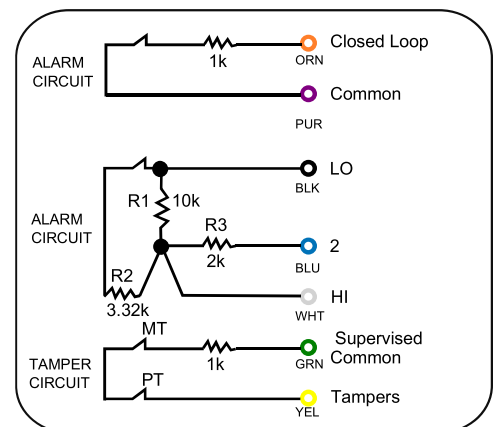 Closed Loop
ALARM
CIRCUIT
1k
ORN
Common
PUR
LO
BLK
R1
10k
ALARM
CIRCUIT
R3
2
2k
BLU
R2
HI
3.32k
WHT
MT
Supervised
Common
TAMPER
CIRCUIT
1k
GRN
PT
Tampers
YEL